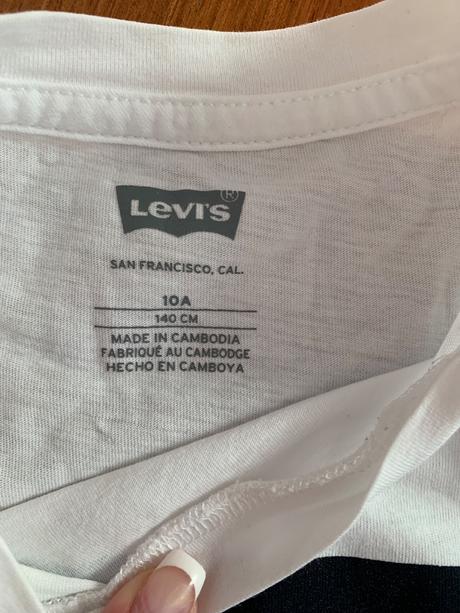 Levi's ®
SAN FRANCISCO, CAL.
10A
140 CM
MADE IN CAMBODIA
FABRIQUÉ AU CAMBODGE
HECHO EN CAMBOYA